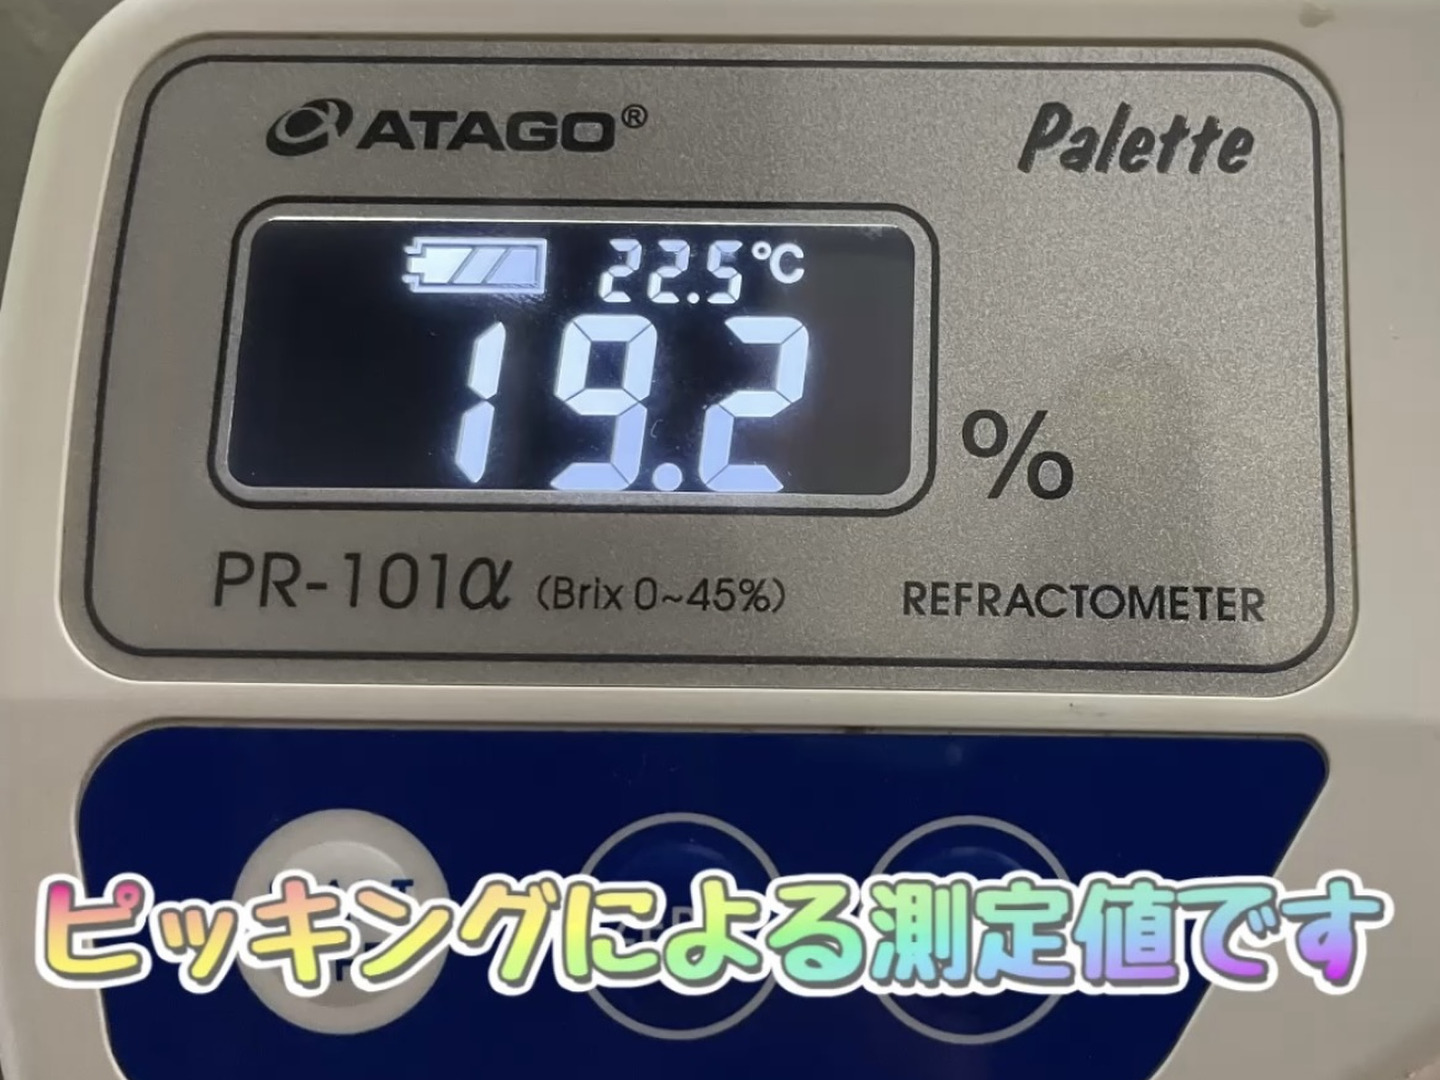 ATAGO®
Palette
22.5℃
19.2
%
PR-101α (Brix 0~45%)
REFRACTOMETER
ピッキングによる測定値です